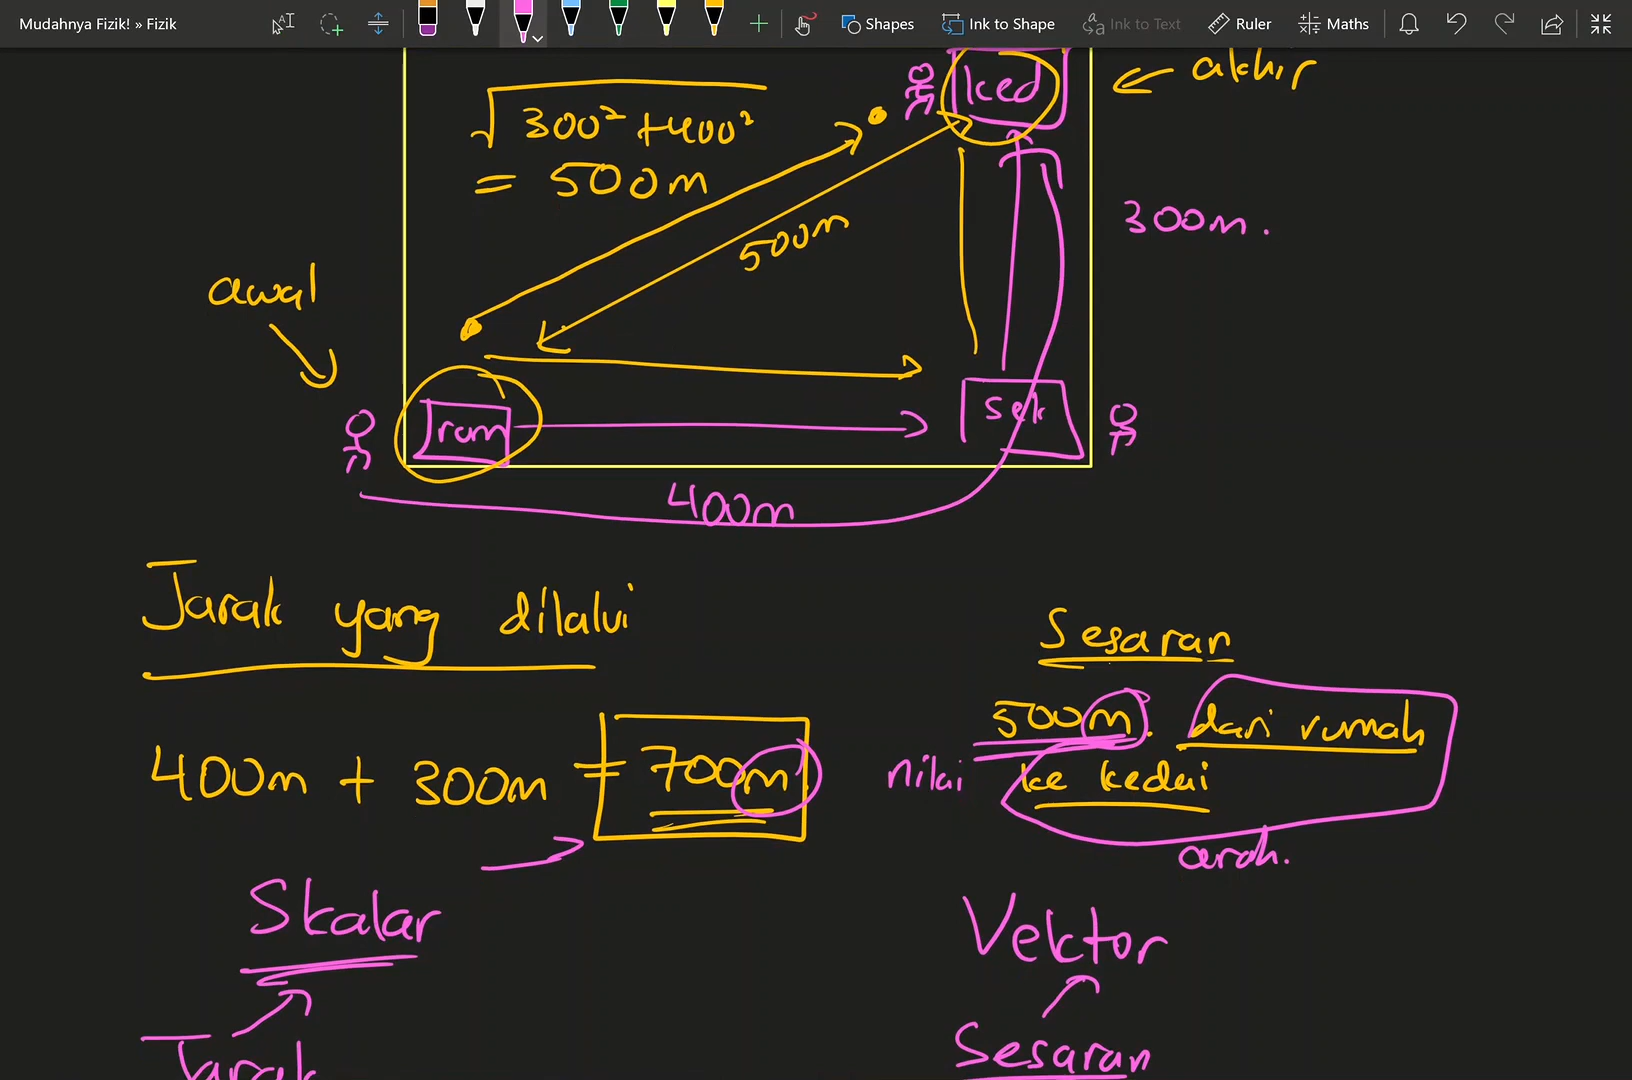 Mudahnya Fizik! » Fizik
Shapes
Ink to Shape
Ink to Text
Ruler
Maths
ked
akhir
√300² + 400²
= 500m
300m.
500m
awal
rum
sek
400m
Jarak yang dilalui
Sesaran
500m. dari rumah
ke kedai
nilai
400m + 300m = 700m
arah.
Skalar
Vektor
Jarak
Sesaran